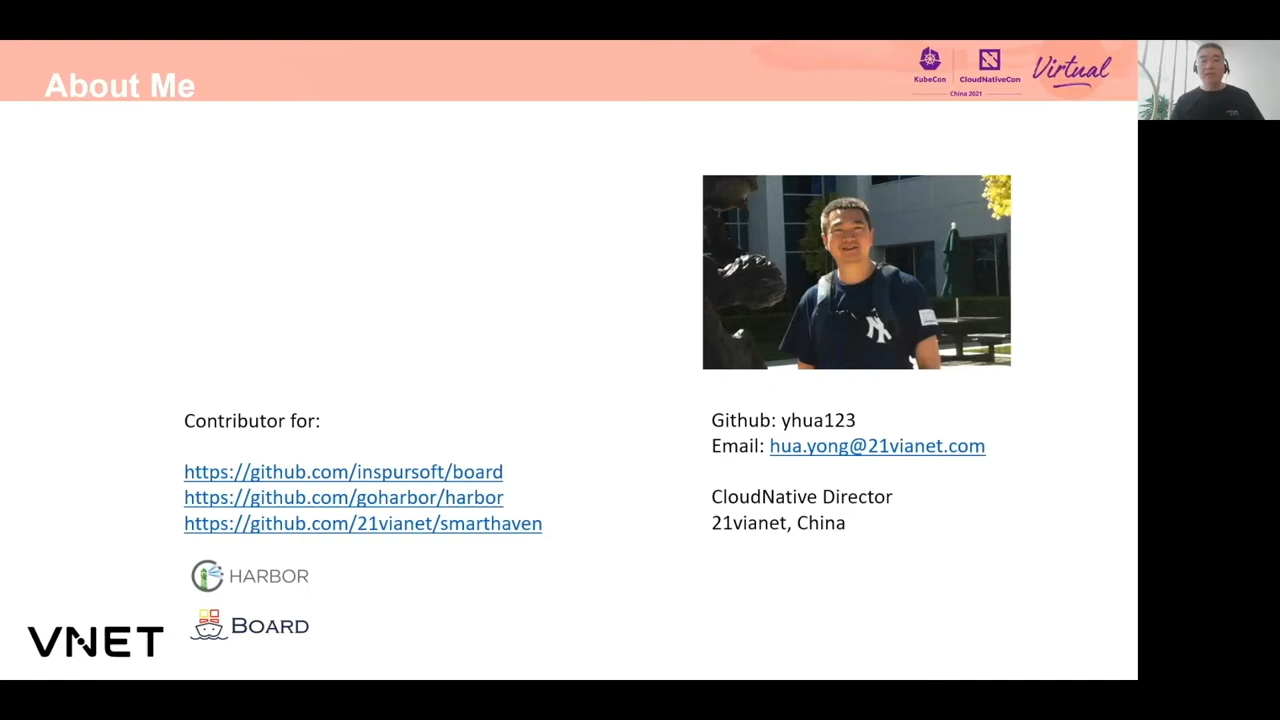 About Me
KubeCon
CloudNativeCon
Virtual
China 2021
Contributor for:
https://github.com/inspursoft/board
https://github.com/goharbor/harbor
https://github.com/21vianet/smarthaven
HARBOR
BOARD
VNET
Github: yhua123
Email: hua.yong@21vianet.com
CloudNative Director
21vianet, China